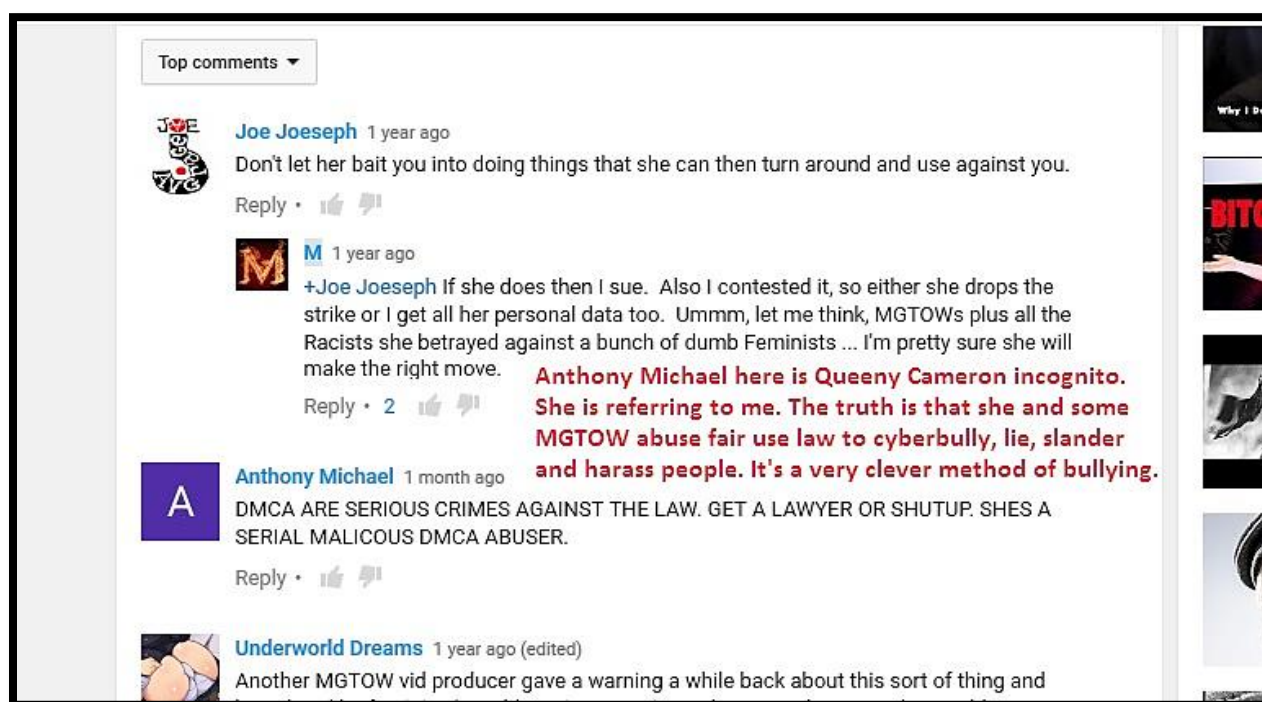 Top comments
Joe Joeseph 1 year ago
Don't let her bait you into doing things that she can then turn around and use against you.
Reply •
M 1 year ago
+Joe Joeseph If she does then I sue. Also I contested it, so either she drops the
strike or I get all her personal data too. Ummm, let me think, MGTOWs plus all the
Racists she betrayed against a bunch of dumb Feminists ... I'm pretty sure she will
make the right move.
Reply • 2
Anthony Michael here is Queeny Cameron incognito.
She is referring to me. The truth is that she and some
MGTOW abuse fair use law to cyberbully, lie, slander
and harass people. It's a very clever method of bullying.
A
Anthony Michael 1 month ago
DMCA ARE SERIOUS CRIMES AGAINST THE LAW. GET A LAWYER OR SHUTUP. SHES A
SERIAL MALICOUS DMCA ABUSER.
Reply •
Underworld Dreams 1 year ago (edited)
Another MGTOW vid producer gave a warning a while back about this sort of thing and
Why I